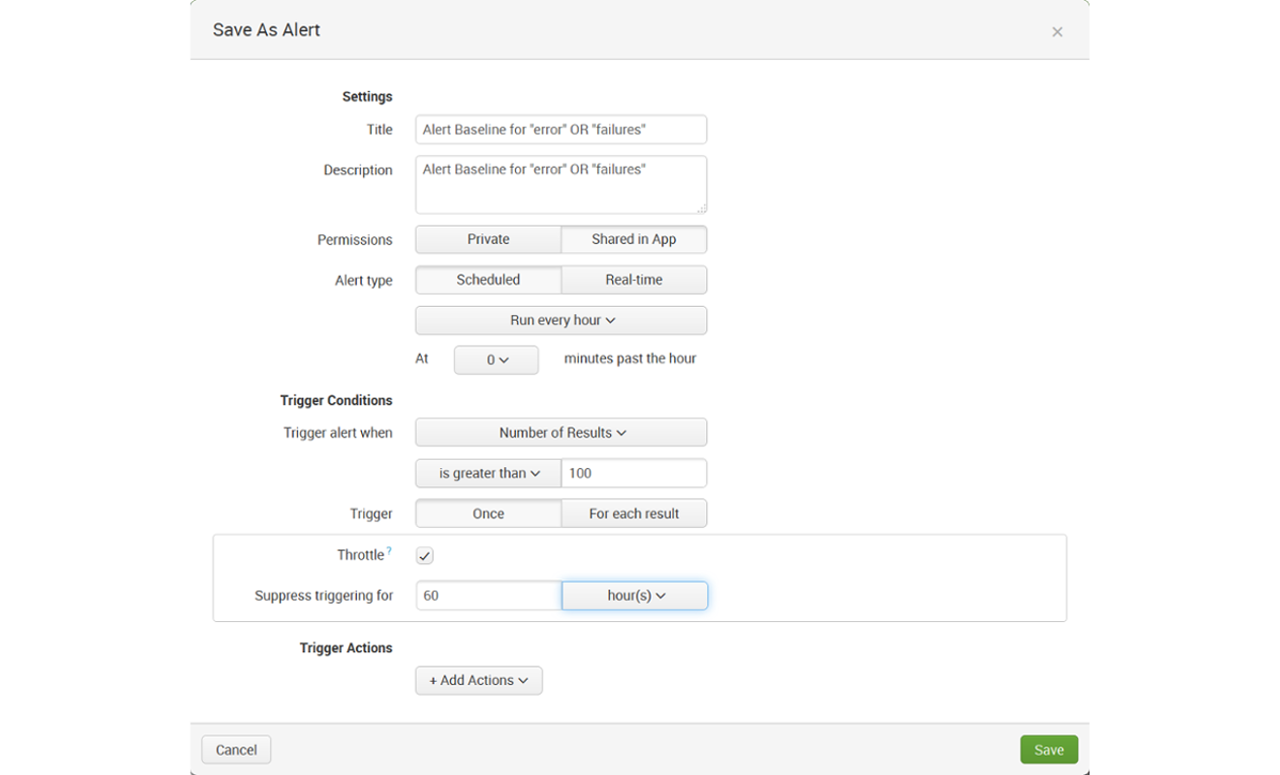 Save As Alert ×
Settings
Title Alert Baseline for "error" OR "failures"
Description Alert Baseline for "error" OR "failures"
Permissions Private Shared in App
Alert type Scheduled Real-time
Run every hour
At 0 minutes past the hour
Trigger Conditions
Trigger alert when Number of Results
is greater than 100
Trigger Once For each result
Throttle ?
Suppress triggering for 60 hour(s)
Trigger Actions
+ Add Actions
Cancel Save